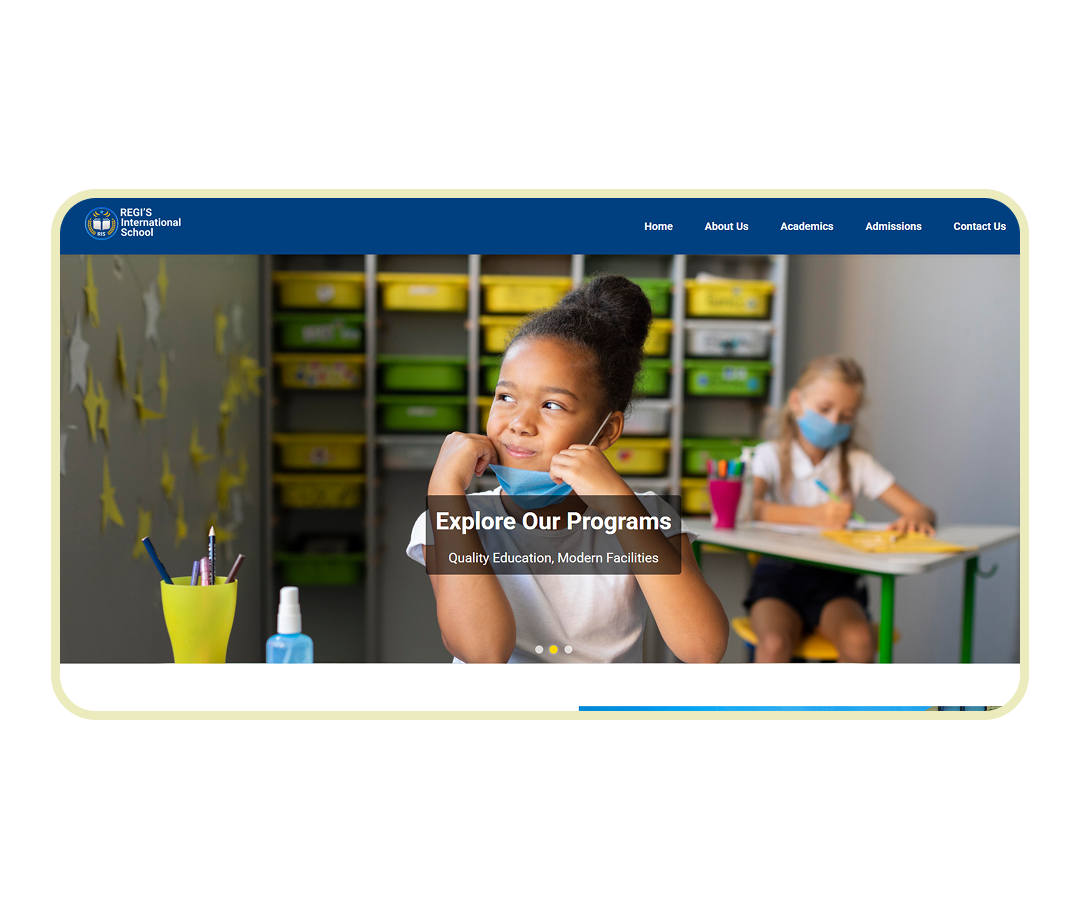 REGI'S
International
School
RIS
Home About Us Academics Admissions Contact Us
Explore Our Programs
Quality Education, Modern Facilities